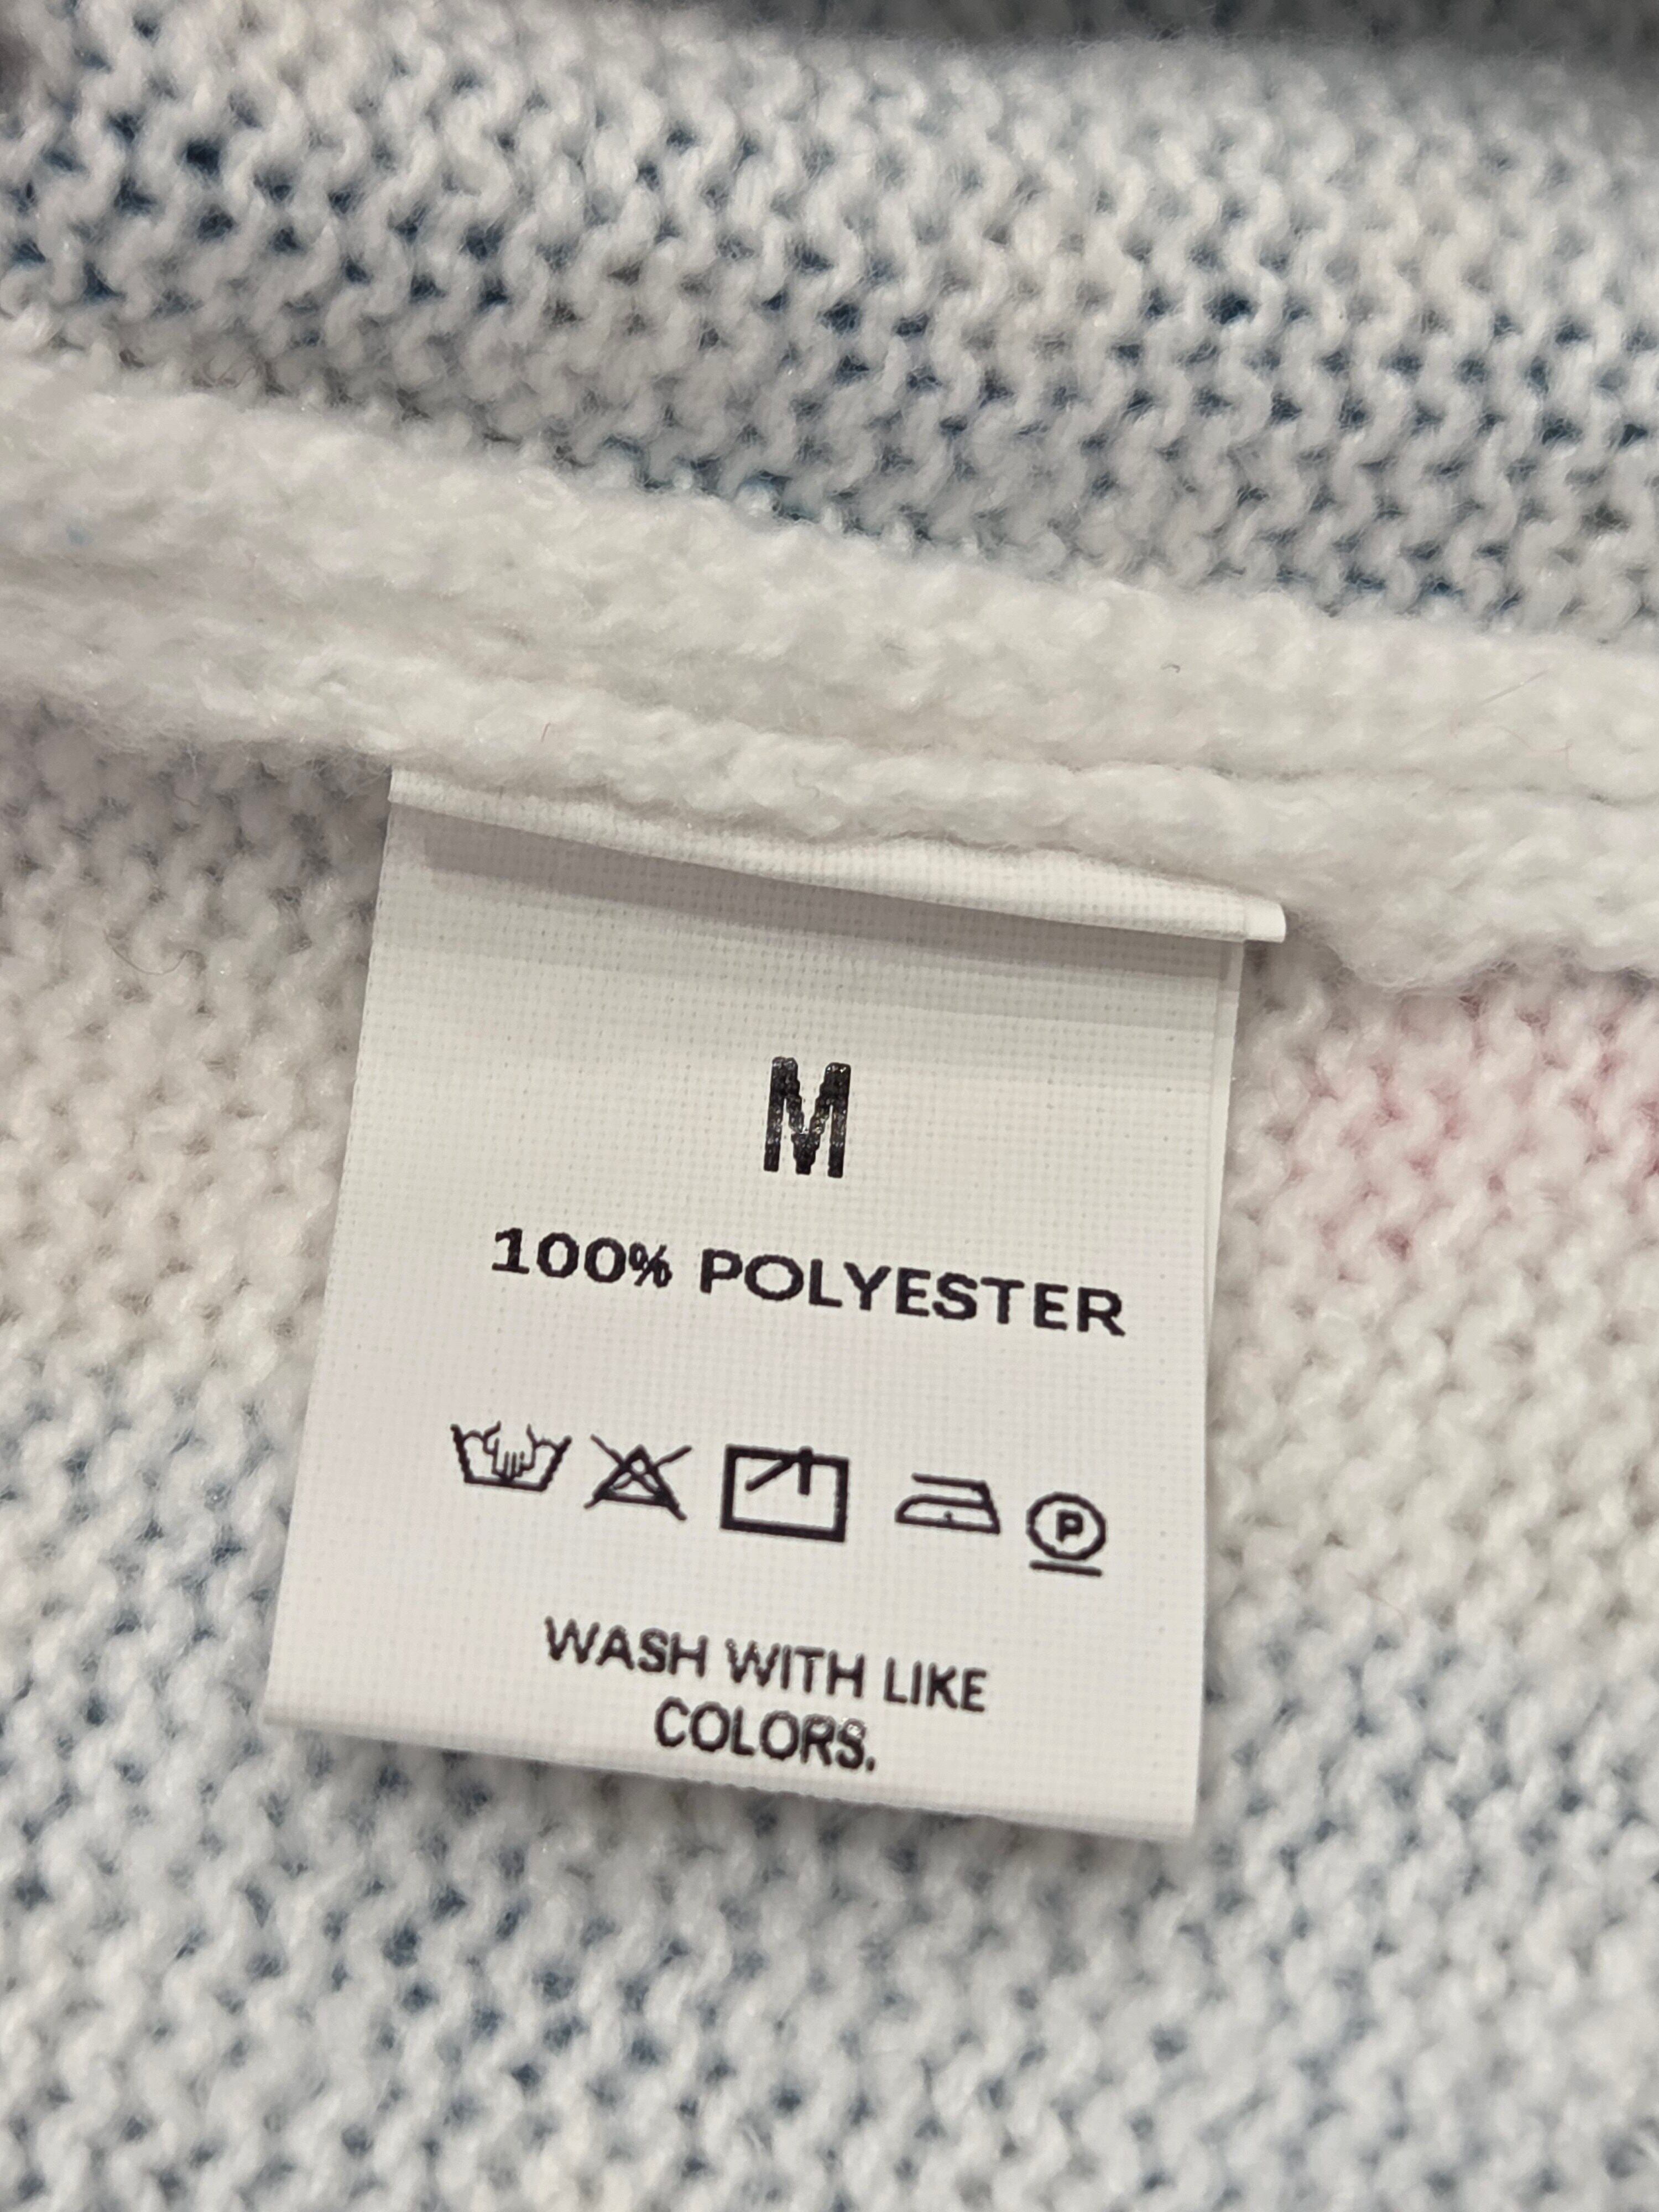 M
100% POLYESTER
P
WASH WITH LIKE
COLORS.